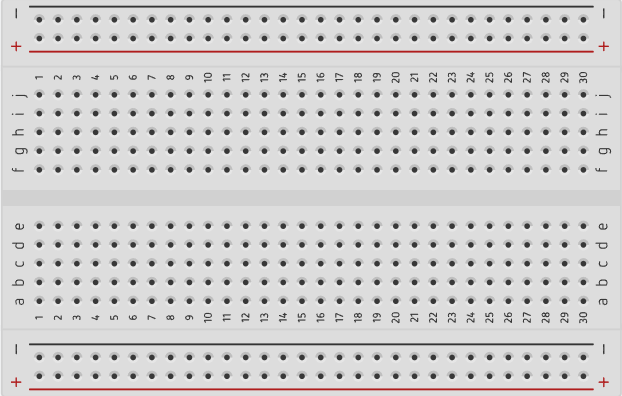 − −
+ +
1 2 3 4 5 6 7 8 9 10 11 12 13 14 15 16 17 18 19 20 21 22 23 24 25 26 27 28 29 30
j j
i i
h h
g g
f f
e e
d d
c c
b b
a a
1 2 3 4 5 6 7 8 9 10 11 12 13 14 15 16 17 18 19 20 21 22 23 24 25 26 27 28 29 30
− −
+ +